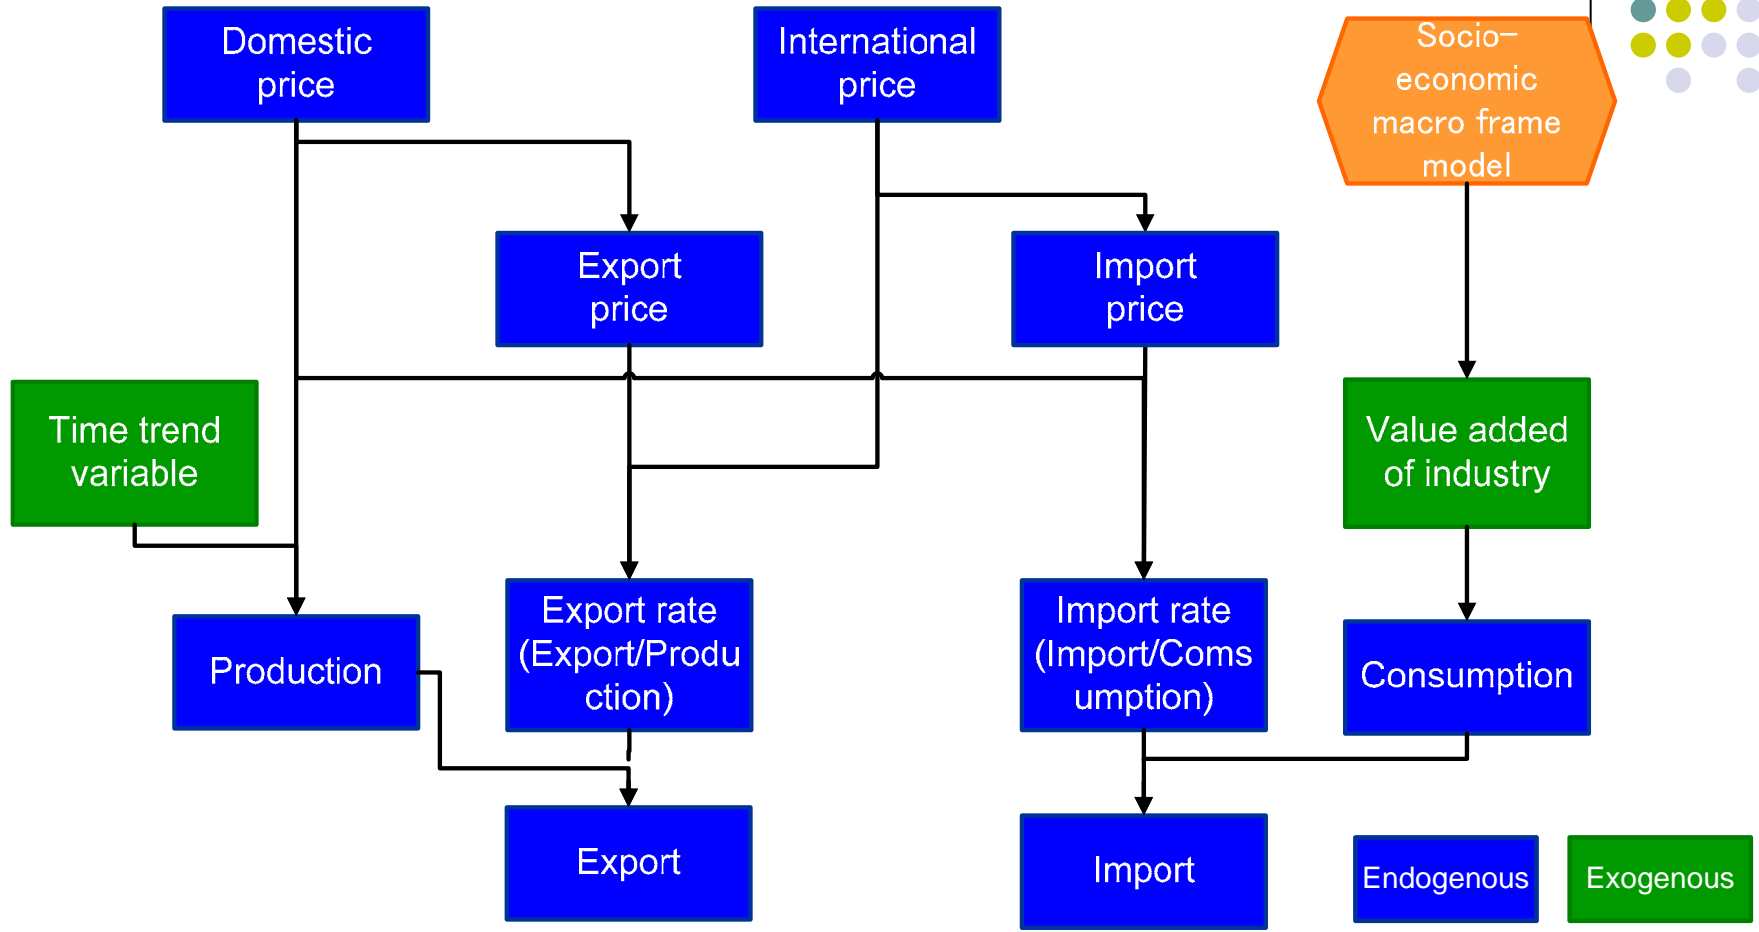 Domestic
price
International
price
Socio-
economic
macro frame
model
Export
price
Import
price
Time trend
variable
Value added
of industry
Export rate
(Export/Produ
ction)
Import rate
(Import/Coms
umption)
Production
Consumption
Export
Import
Endogenous
Exogenous